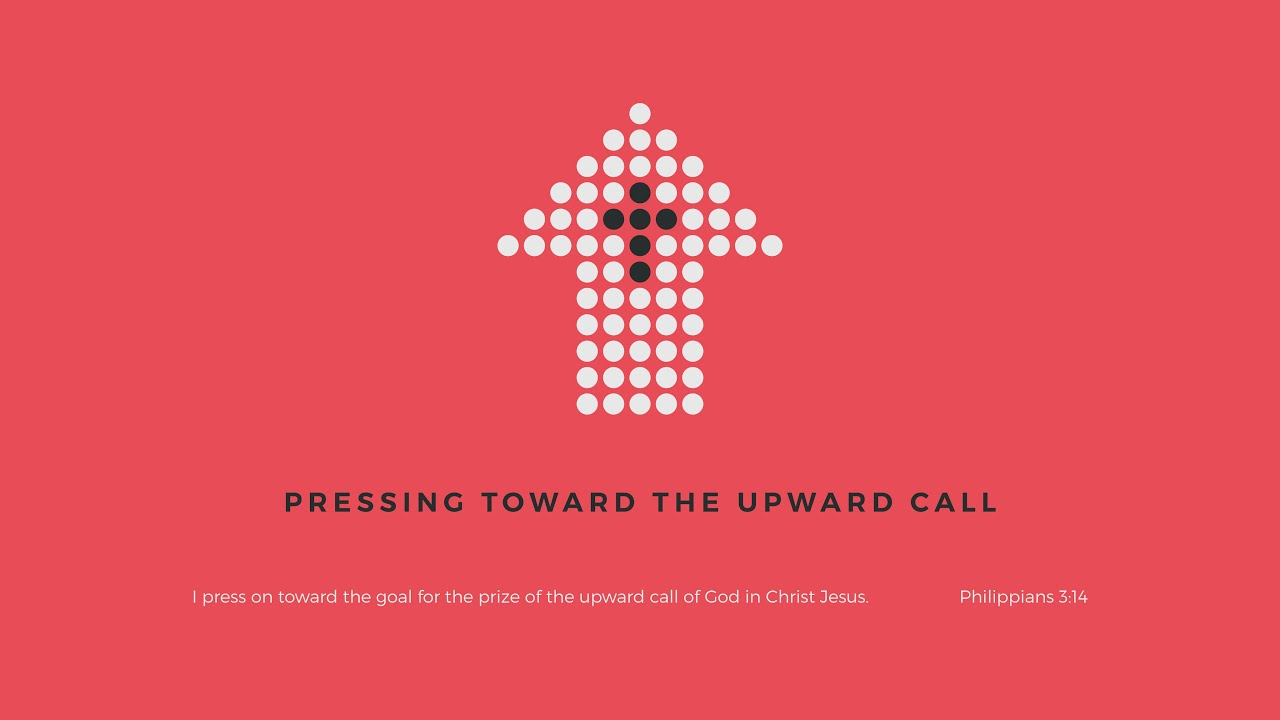 PRESSING TOWARD THE UPWARD CALL
I press on toward the goal for the prize of the upward call of God in Christ Jesus. Philippians 3:14